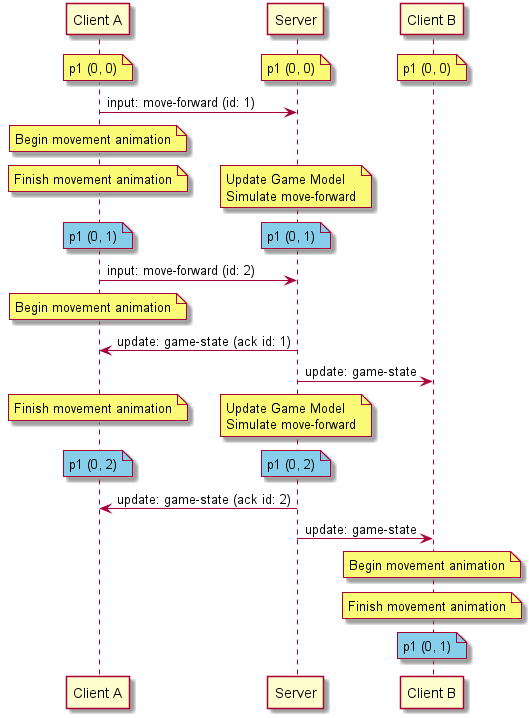 Client A
Server
Client B
p1 (0, 0)
p1 (0, 0)
p1 (0, 0)
input: move-forward (id: 1)
Begin movement animation
Finish movement animation
Update Game Model
Simulate move-forward
p1 (0, 1)
p1 (0, 1)
input: move-forward (id: 2)
Begin movement animation
update: game-state (ack id: 1)
update: game-state
Finish movement animation
Update Game Model
Simulate move-forward
p1 (0, 2)
p1 (0, 2)
update: game-state (ack id: 2)
update: game-state
Begin movement animation
Finish movement animation
p1 (0, 1)
Client A
Server
Client B